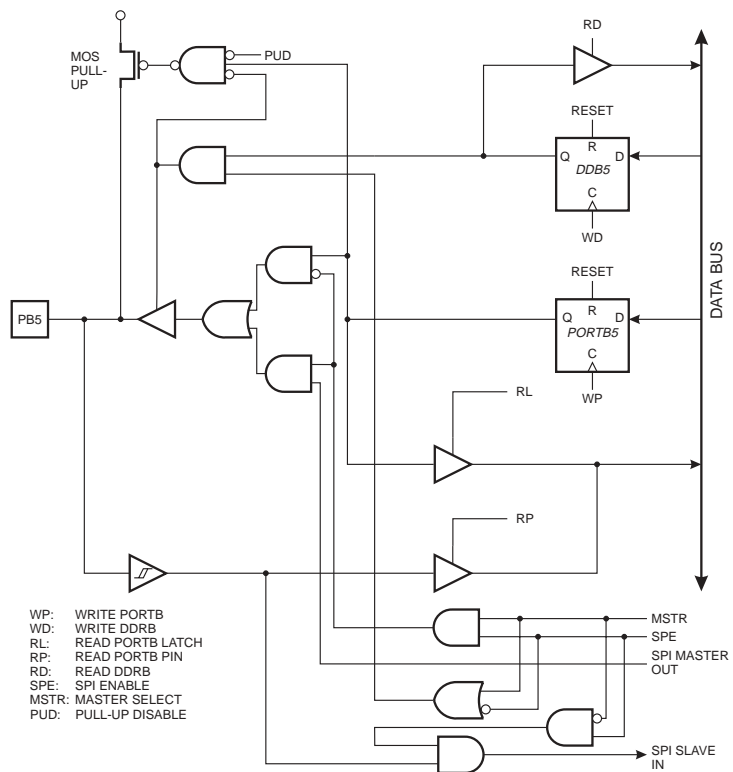 RD
MOS
PULL-
UP
PUD
RESET
R
Q
D
DDB5
C
WD
RESET
R
Q
D
PORTB5
C
WP
PB5
DATA BUS
RL
RP
MSTR
SPE
SPI MASTER
OUT
SPI SLAVE
IN
WP: WRITE PORTB
WD: WRITE DDRB
RL: READ PORTB LATCH
RP: READ PORTB PIN
RD: READ DDRB
SPE: SPI ENABLE
MSTR: MASTER SELECT
PUD: PULL-UP DISABLE